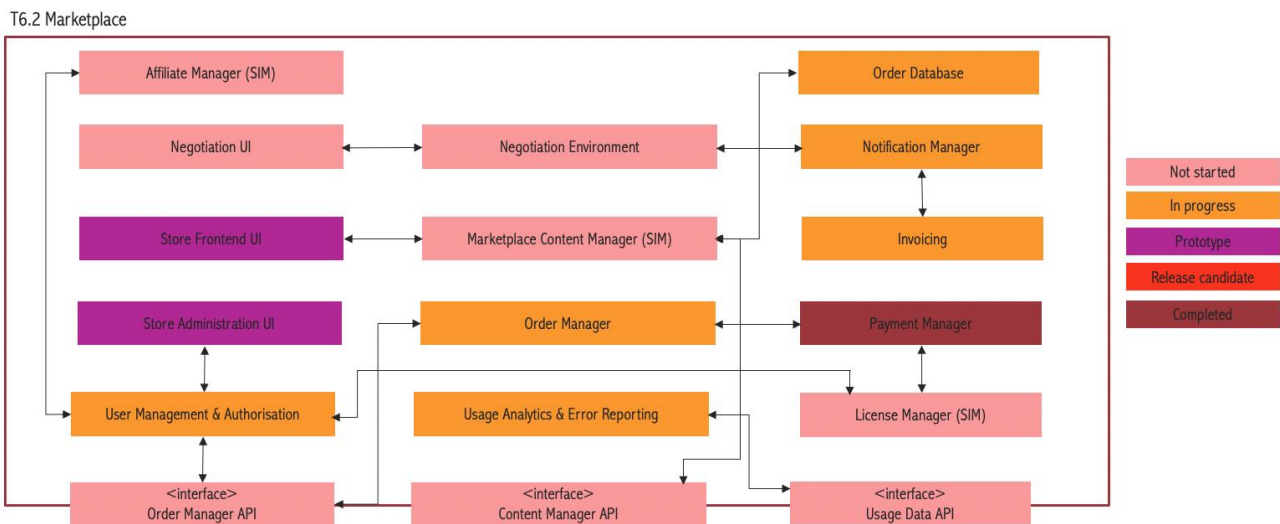 T6.2 Marketplace
Affiliate Manager (SIM)
Order Database
Negotiation UI
Negotiation Environment
Notification Manager
Not started
In progress
Store Frontend UI
Marketplace Content Manager (SIM)
Invoicing
Prototype
Release candidate
Store Administration UI
Order Manager
Payment Manager
Completed
User Management & Authorisation
Usage Analytics & Error Reporting
License Manager (SIM)
<interface>
Order Manager API
<interface>
Content Manager API
<interface>
Usage Data API